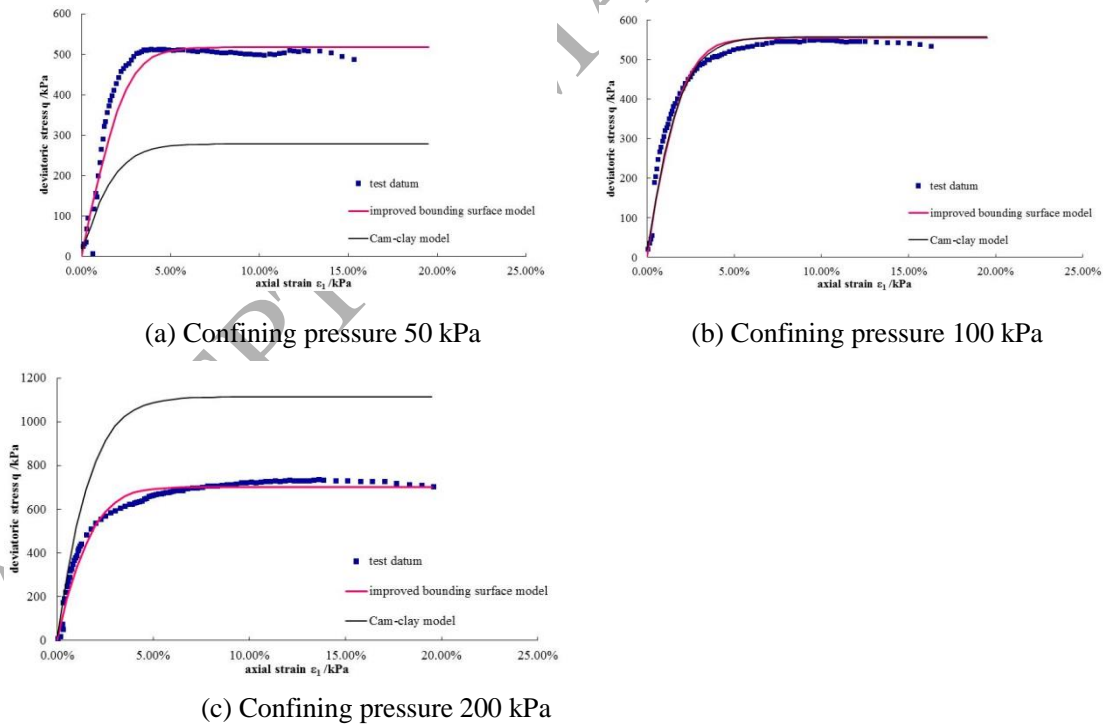 600
500
400
300
200
100
0
deviatoric stress q /kPa
test datum
improved bounding surface model
Cam-clay model
0.00% 5.00% 10.00% 15.00% 20.00% 25.00%
axial strain ε1 /kPa
(a) Confining pressure 50 kPa
600
500
400
300
200
100
0
deviatoric stress q /kPa
test datum
improved bounding surface model
Cam-clay model
0.00% 5.00% 10.00% 15.00% 20.00% 25.00%
axial strain ε1 /kPa
(b) Confining pressure 100 kPa
1200
1000
800
600
400
200
0
deviatoric stress q /kPa
test datum
improved bounding surface model
Cam-clay model
0.00% 5.00% 10.00% 15.00% 20.00% 25.00%
axial strain ε1 /kPa
(c) Confining pressure 200 kPa